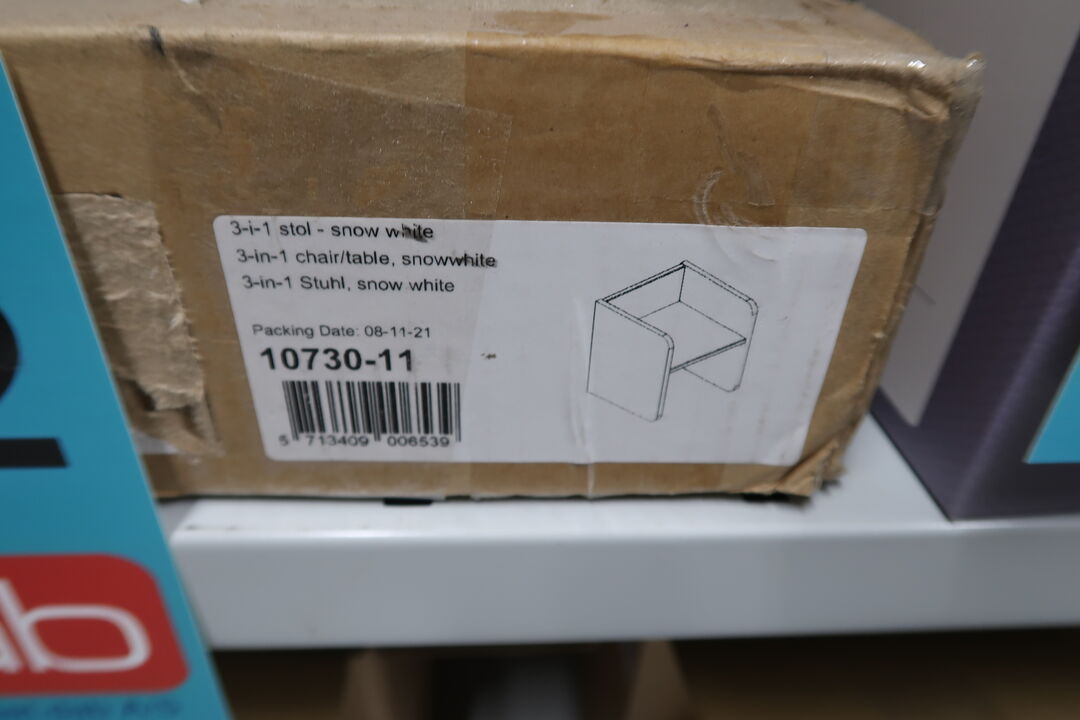 3-i-1 stol - snow white
3-in-1 chair/table, snowwhite
3-in-1 Stuhl, snow white
Packing Date: 08-11-21
10730-11
5 713409 006539